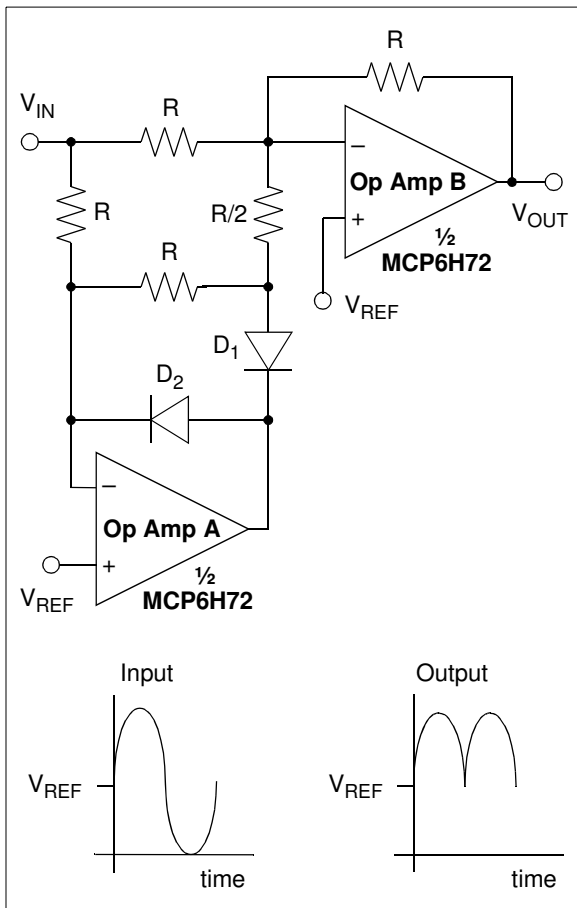 R
V_IN
R
R
R/2
R
Op Amp B
V_OUT
½
MCP6H72
V_REF
D_1
D_2
Op Amp A
V_REF
½
MCP6H72
Input
Output
V_REF
V_REF
time
time